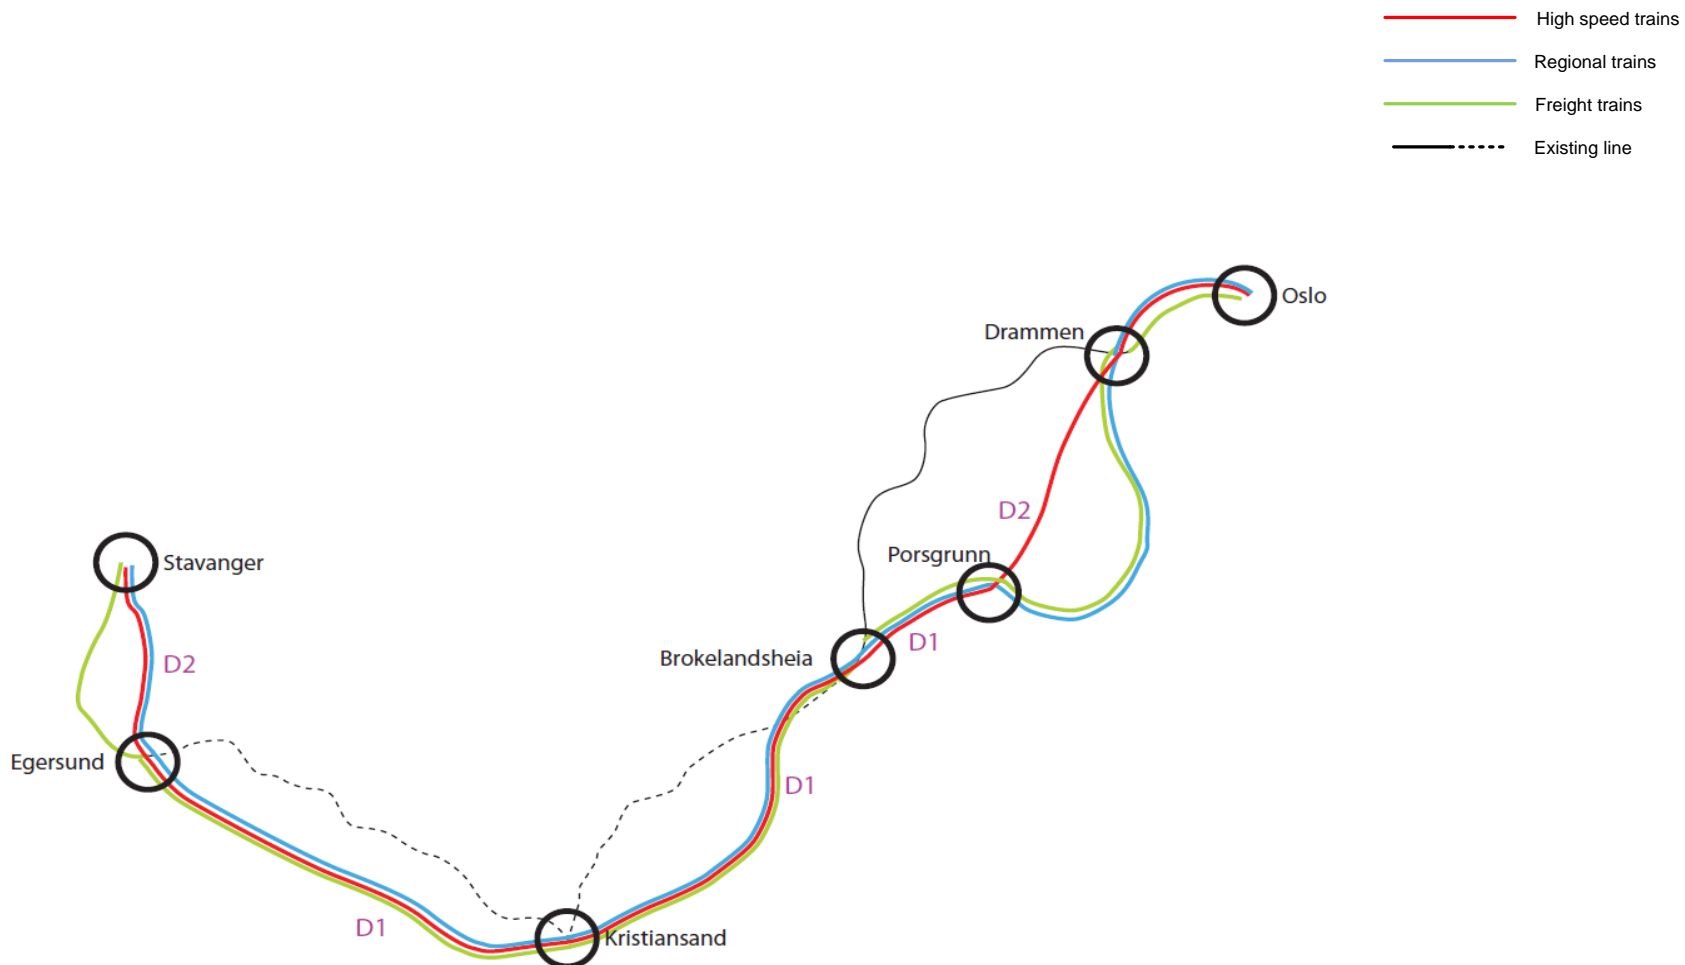 High speed trains
Regional trains
Freight trains
Existing line
Oslo
Drammen
D2
Porsgrunn
Stavanger
D1
Brokelandsheia
D2
Egersund
D1
D1
Kristiansand